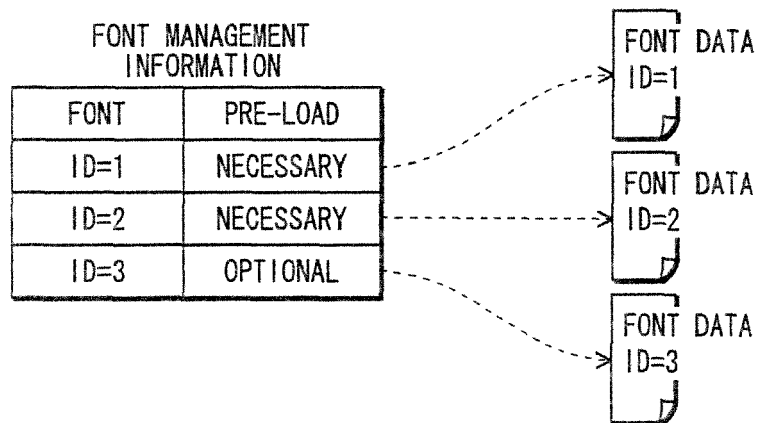 FONT MANAGEMENT
INFORMATION
FONT PRE-LOAD
ID=1 NECESSARY
ID=2 NECESSARY
ID=3 OPTIONAL
FONT DATA
ID=1
FONT DATA
ID=2
FONT DATA
ID=3